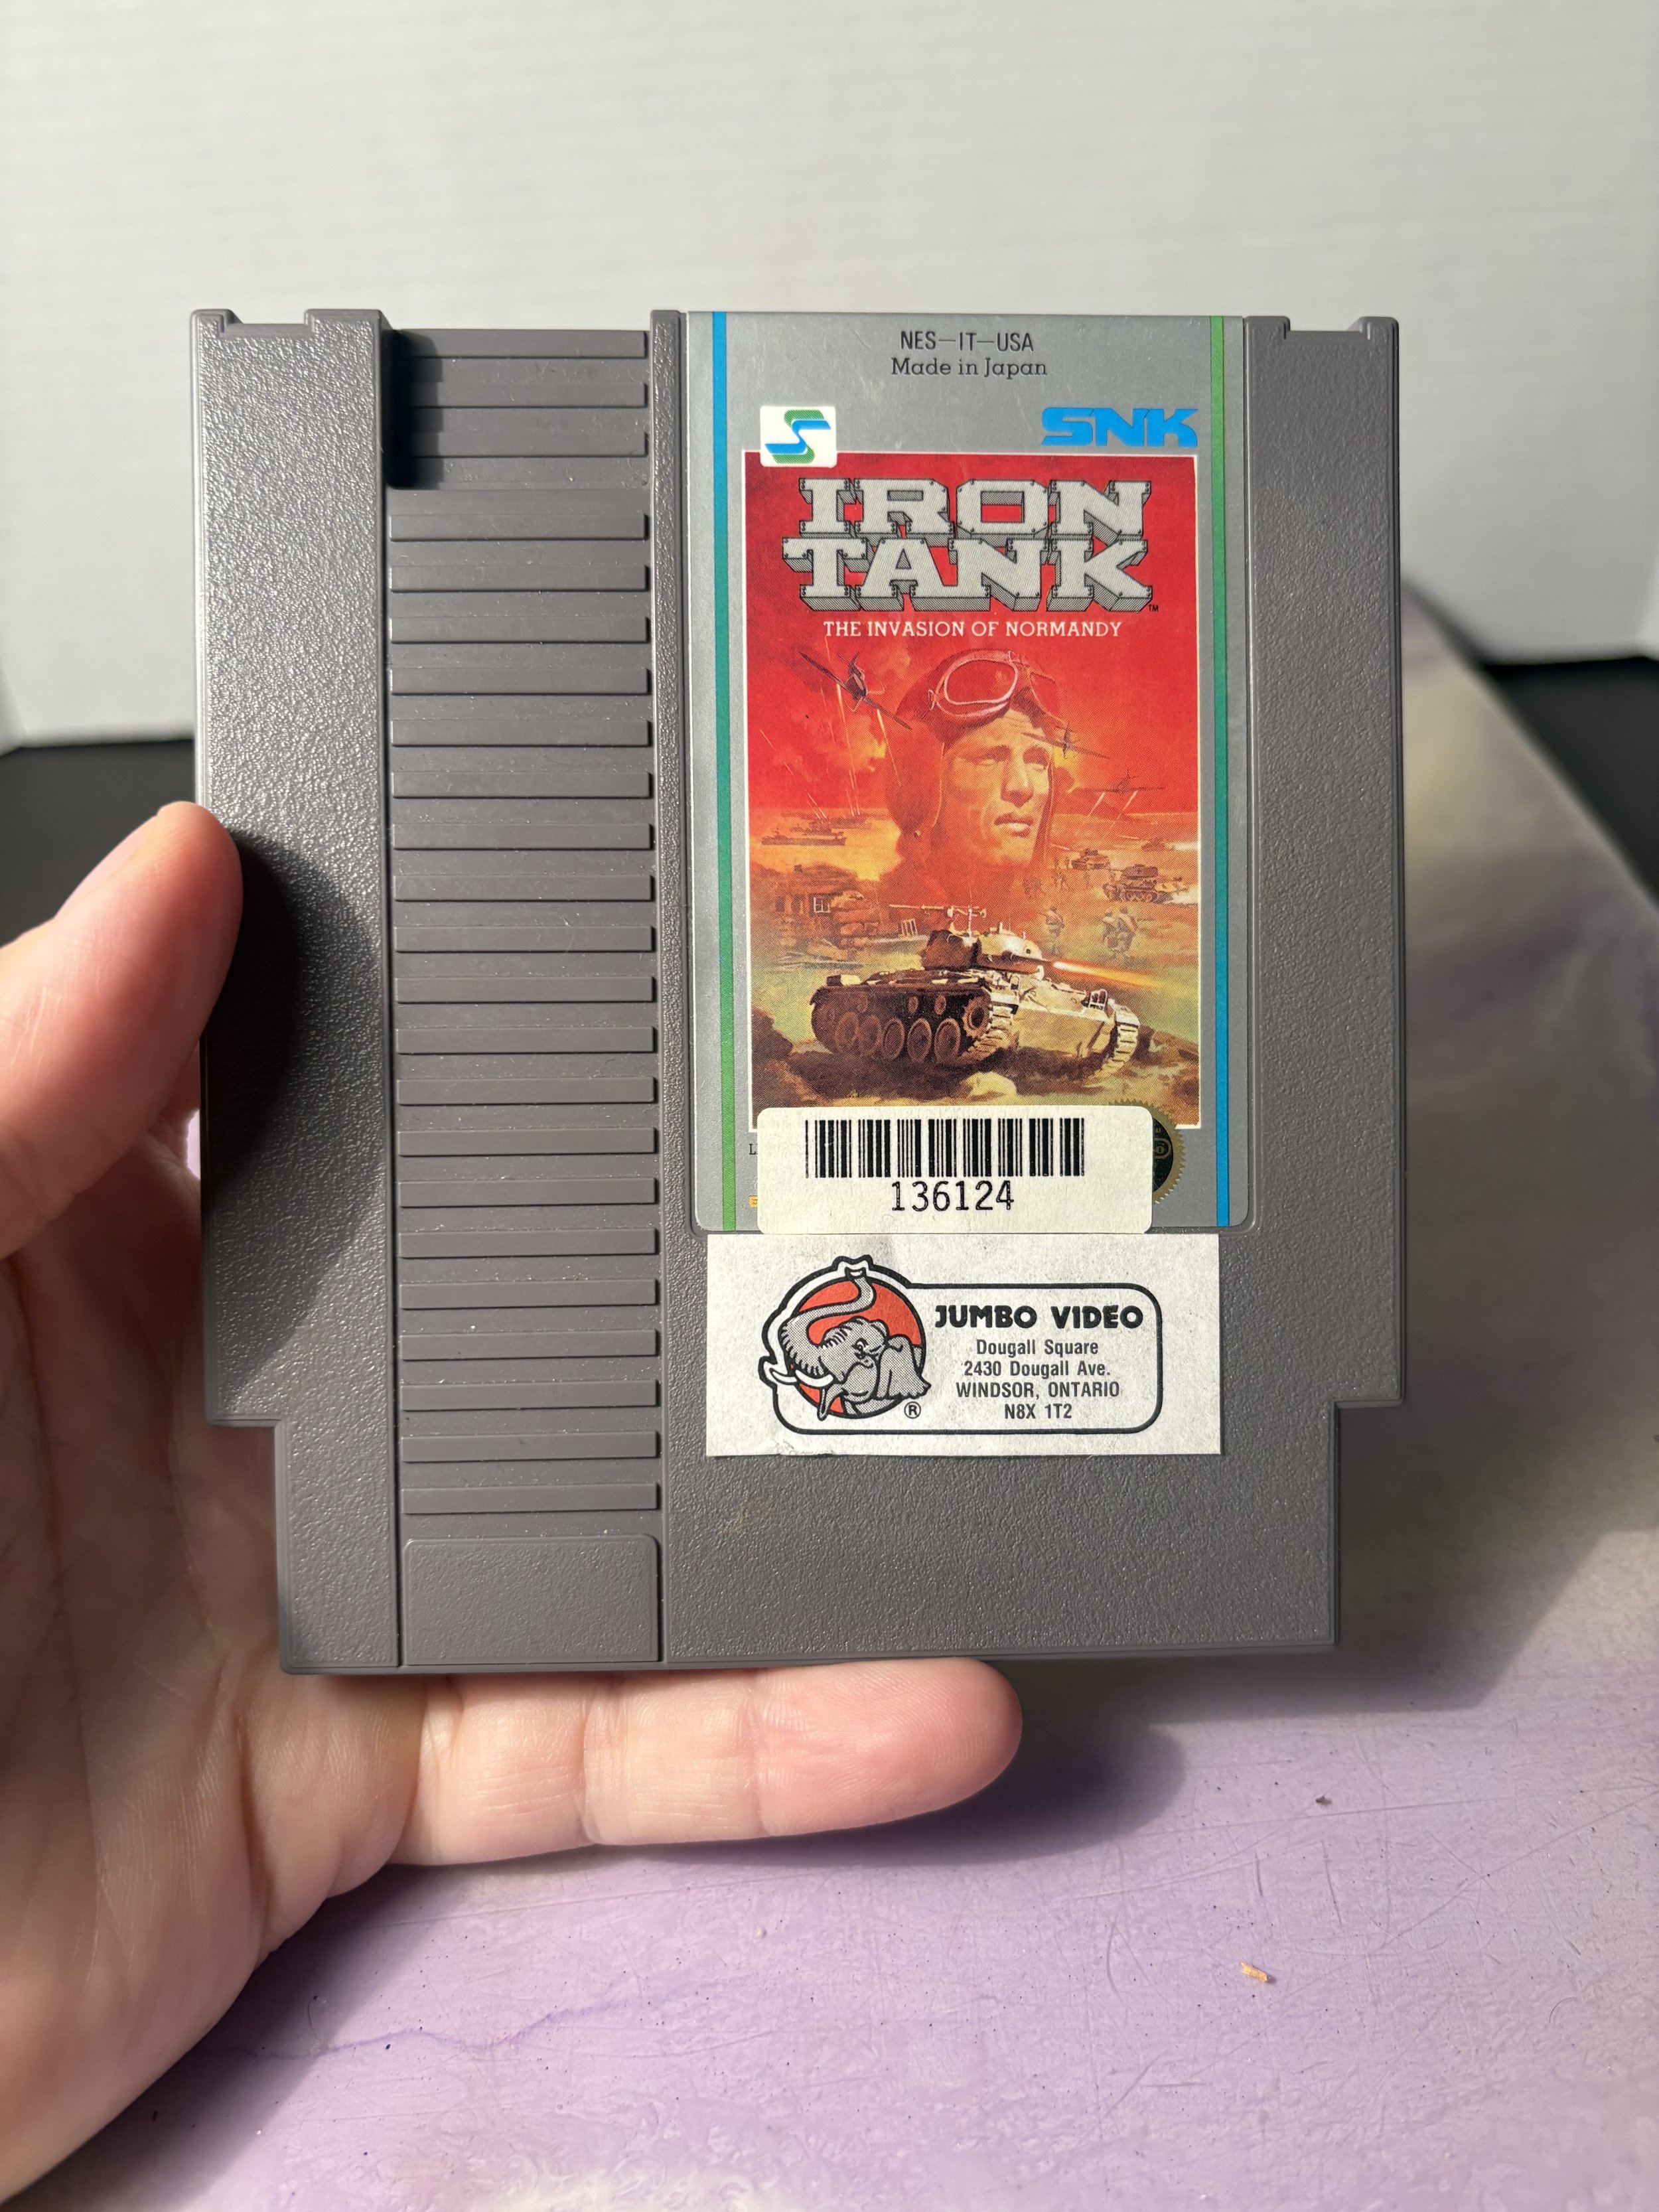 NES-IT-USA
Made in Japan
SNK
IRON
TANK™
THE INVASION OF NORMANDY
136124
JUMBO VIDEO
Dougall Square
2430 Dougall Ave.
WINDSOR, ONTARIO
N8X 1T2
®